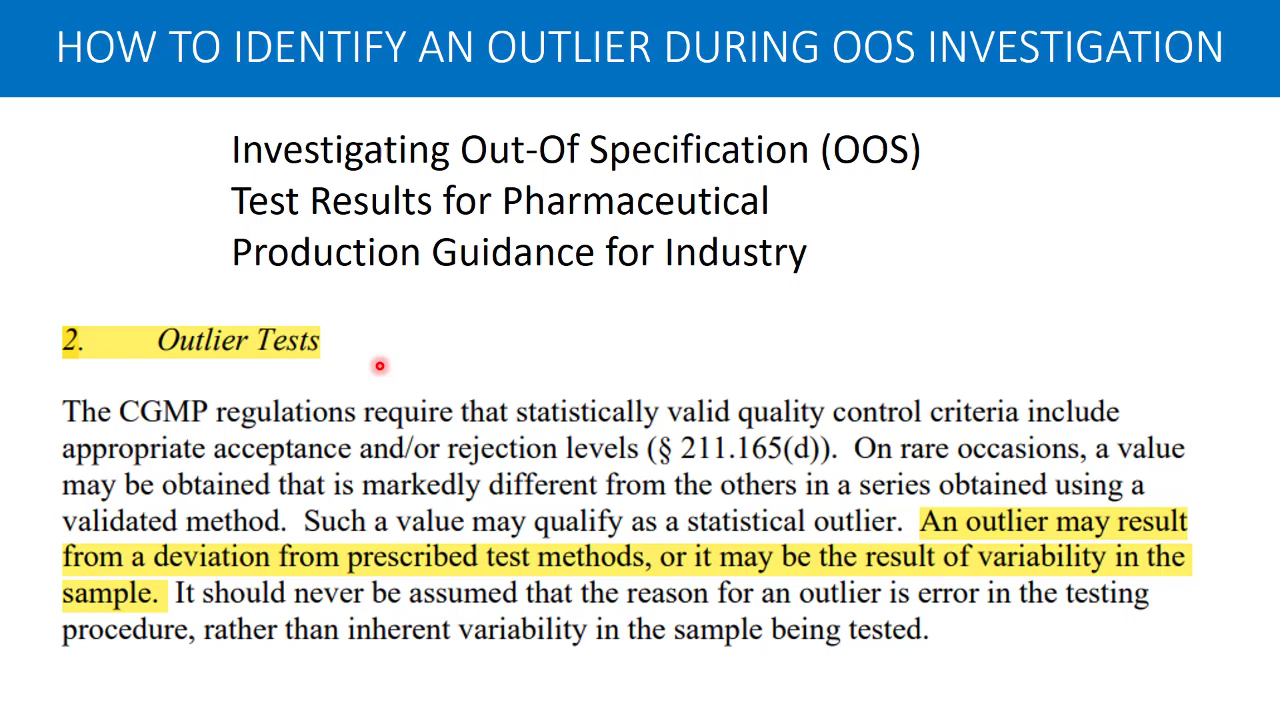 HOW TO IDENTIFY AN OUTLIER DURING OOS INVESTIGATION
Investigating Out-Of Specification (OOS)
Test Results for Pharmaceutical
Production Guidance for Industry
2. Outlier Tests
The CGMP regulations require that statistically valid quality control criteria include
appropriate acceptance and/or rejection levels (§ 211.165(d)). On rare occasions, a value
may be obtained that is markedly different from the others in a series obtained using a
validated method. Such a value may qualify as a statistical outlier. An outlier may result
from a deviation from prescribed test methods, or it may be the result of variability in the
sample. It should never be assumed that the reason for an outlier is error in the testing
procedure, rather than inherent variability in the sample being tested.